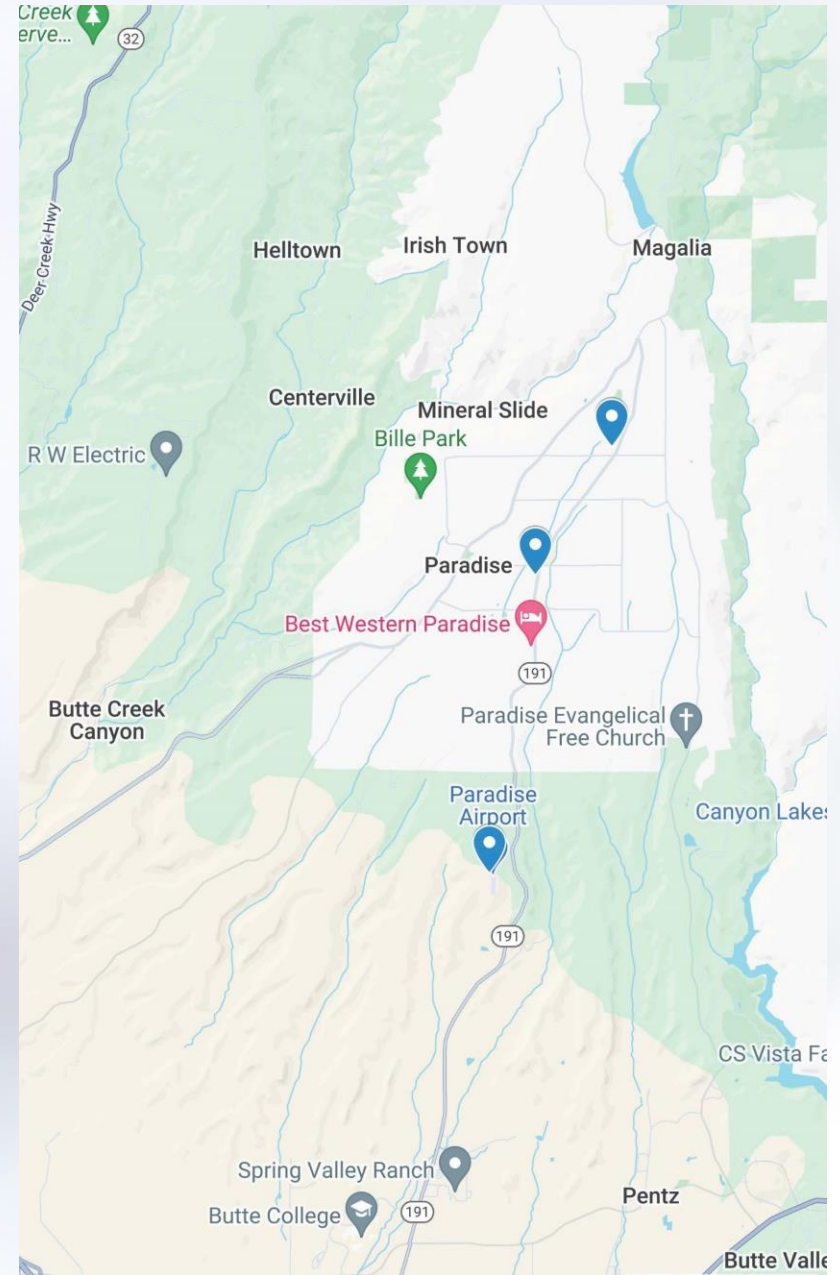 Creek
erve...
32
Deer Creek Hwy
Helltown
Irish Town
Magalia
Centerville
Mineral Slide
Bille Park
R W Electric
Paradise
Best Western Paradise
191
Butte Creek
Canyon
Paradise Evangelical
Free Church
Paradise
Airport
Canyon Lakes
191
CS Vista Fa
Spring Valley Ranch
Pentz
Butte College
191
Butte Valle